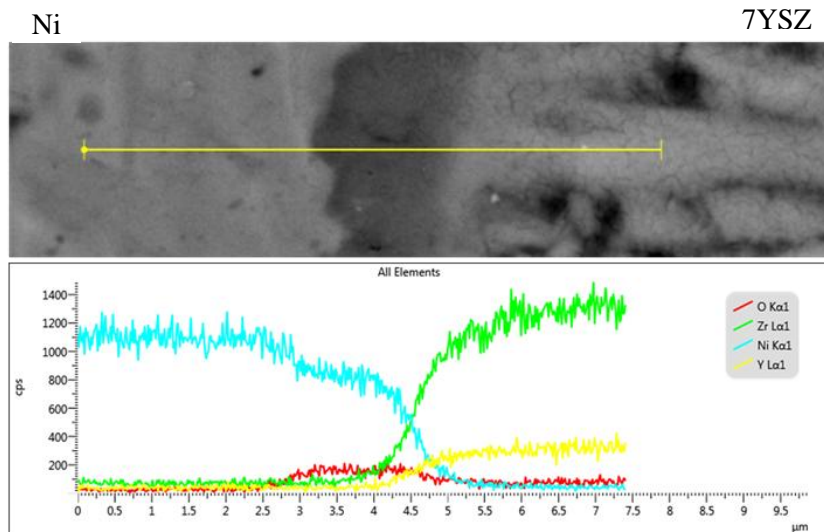 Ni 7YSZ
All Elements
1400
1200
1000
800
600
400
200
cps
O Kα1
Zr Lα1
Ni Kα1
Y Lα1
0 0.5 1 1.5 2 2.5 3 3.5 4 4.5 5 5.5 6 6.5 7 7.5 8 8.5 9 9.5
µm